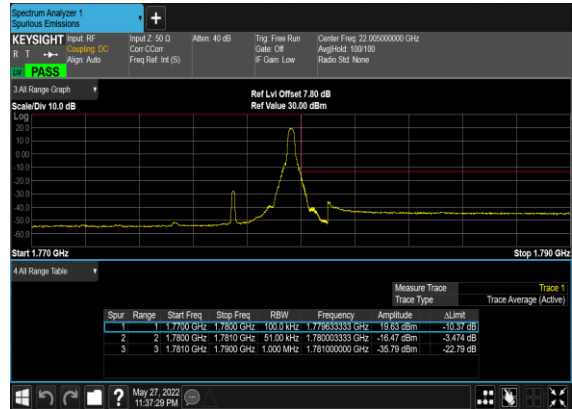 Spectrum Analyzer 1
Spurious Emissions
+
KEYSIGHT Input: RF Input Z: 50 Ω Atten: 40 dB Trig: Free Run Center Freq: 22.005000000 GHz
R T Coupling: DC Corr CCorr Gate: Off Avg|Hold: 100/100
Align: Auto Freq Ref: Int (S) IF Gain: Low Radio Std: None
PASS
3 All Range Graph
Ref Lvl Offset 7.80 dB
Scale/Div 10.0 dB Ref Value 30.00 dBm
Log
20.0
10.0
0.00
-10.0
-20.0
-30.0
-40.0
-50.0
-60.0
Start 1.770 GHz Stop 1.790 GHz
4 All Range Table
Measure Trace Trace 1
Trace Type Trace Average (Active)
Spur Range Start Freq Stop Freq RBW Frequency Amplitude ΔLimit
1 1 1.7700 GHz 1.7800 GHz 100.0 kHz 1.779633333 GHz 19.63 dBm -10.37 dB
2 2 1.7800 GHz 1.7810 GHz 51.00 kHz 1.780003333 GHz -16.47 dBm -3.474 dB
3 3 1.7810 GHz 1.7900 GHz 1.000 MHz 1.781000000 GHz -35.79 dBm -22.79 dB
? May 27, 2022
11:37:29 PM